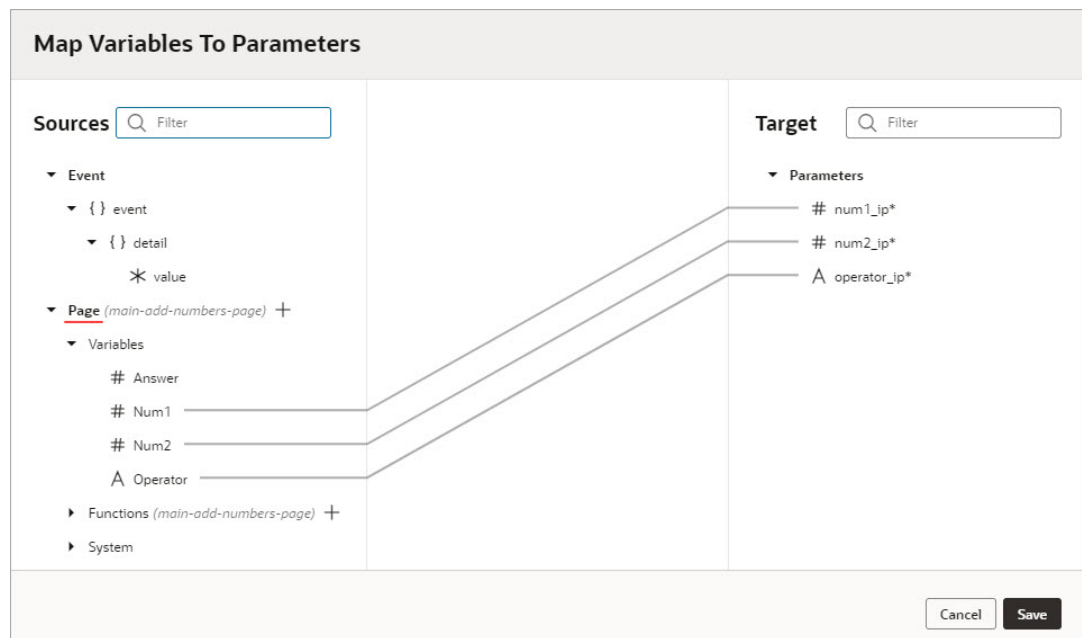 Map Variables To Parameters
Sources Filter
Target Filter
Event
{ } event
{ } detail
value
Page (main-add-numbers-page) +
Variables
# Answer
# Num1
# Num2
A Operator
Functions (main-add-numbers-page) +
System
Parameters
# num1_ip*
# num2_ip*
A operator_ip*
Cancel Save